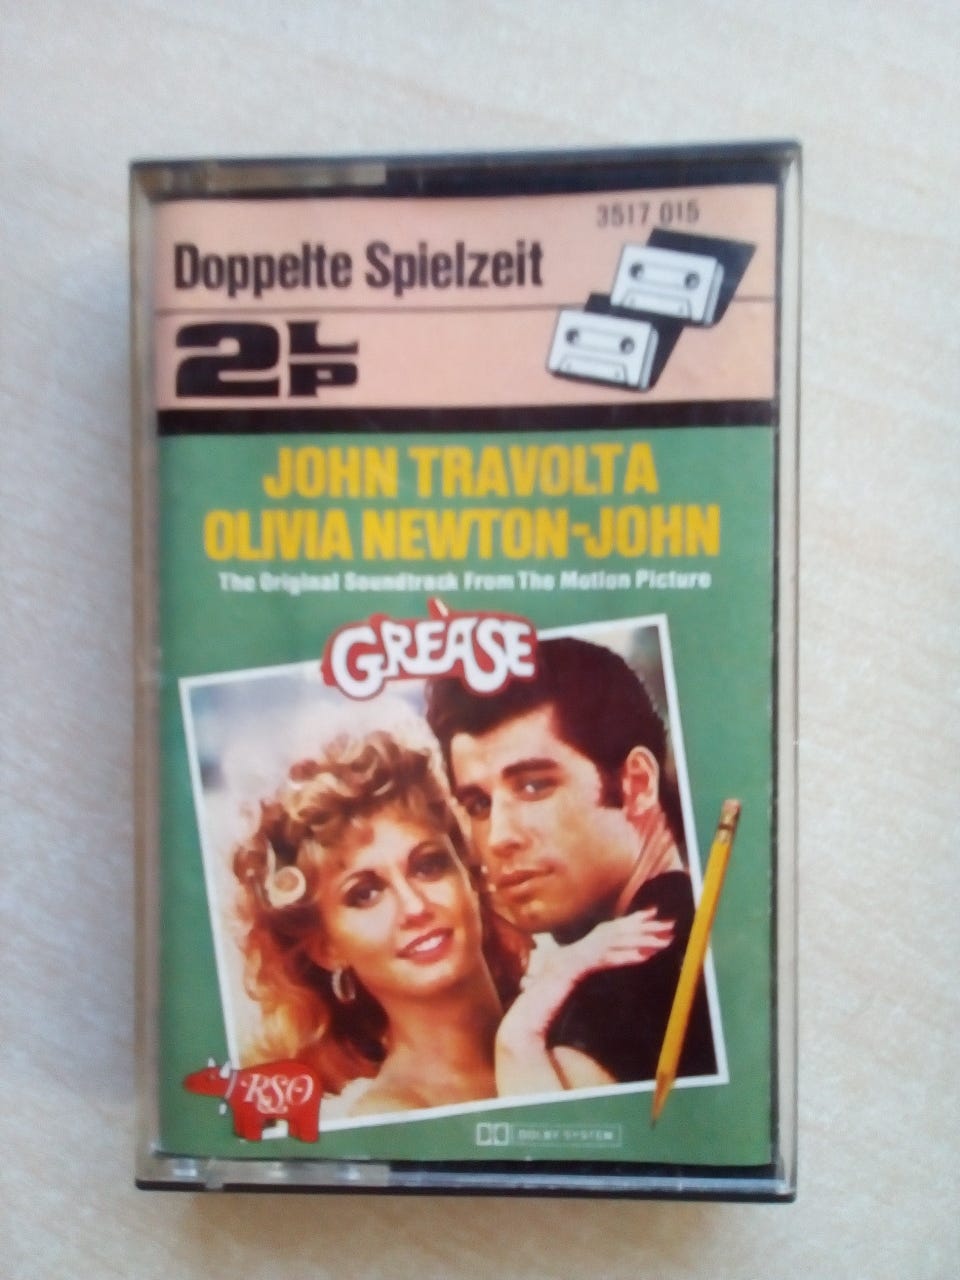 3517 015
Doppelte Spielzeit
2LP
JOHN TRAVOLTA
OLIVIA NEWTON-JOHN
The Original Soundtrack From The Motion Picture
GREASE
RSO
DOLBY SYSTEM